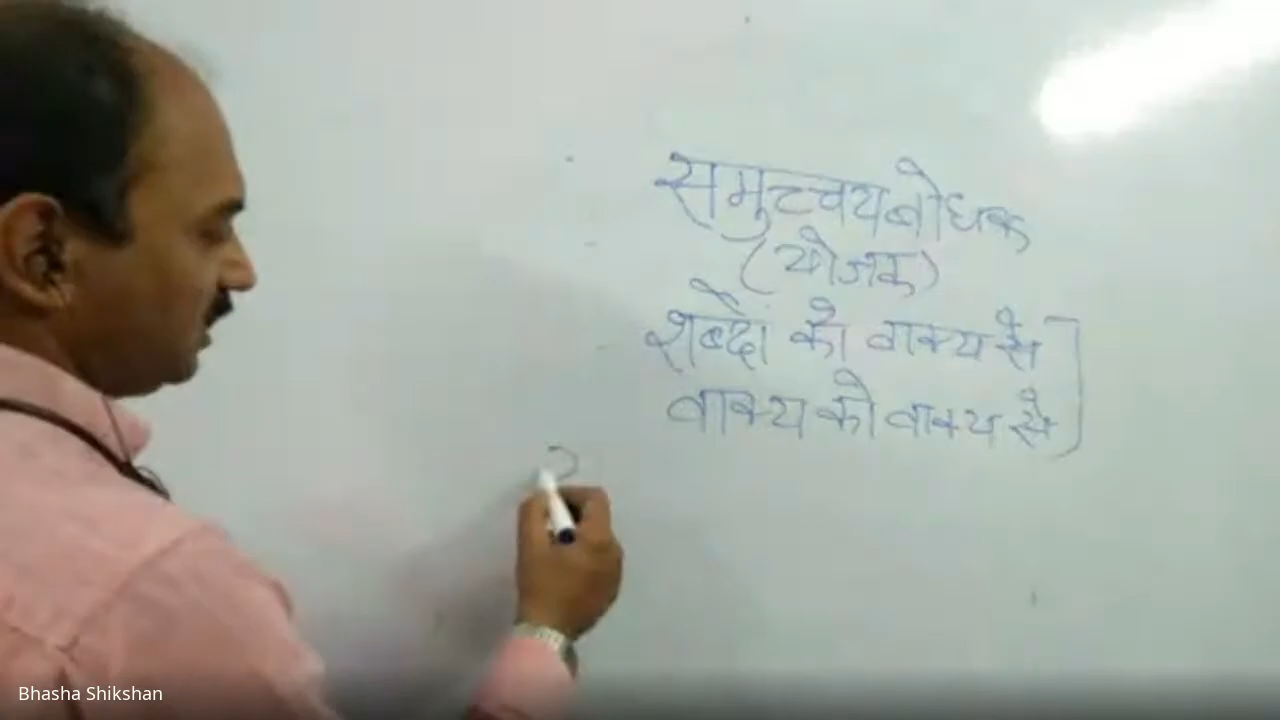 समुच्चयबोधक
(योजक)
शब्दों को वाक्य से
वाक्य को वाक्य से
Bhasha Shikshan